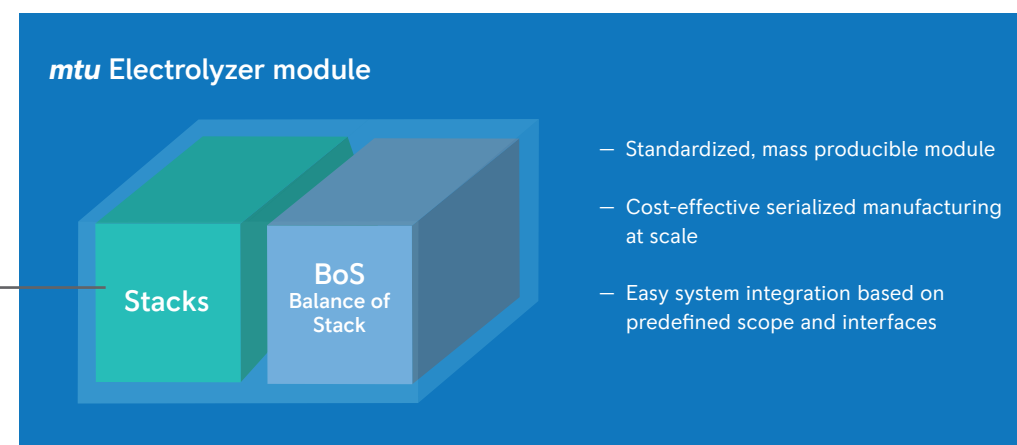 mtu Electrolyzer module
Stacks
BoS
Balance of
Stack
— Standardized, mass producible module
— Cost-effective serialized manufacturing
at scale
— Easy system integration based on
predefined scope and interfaces